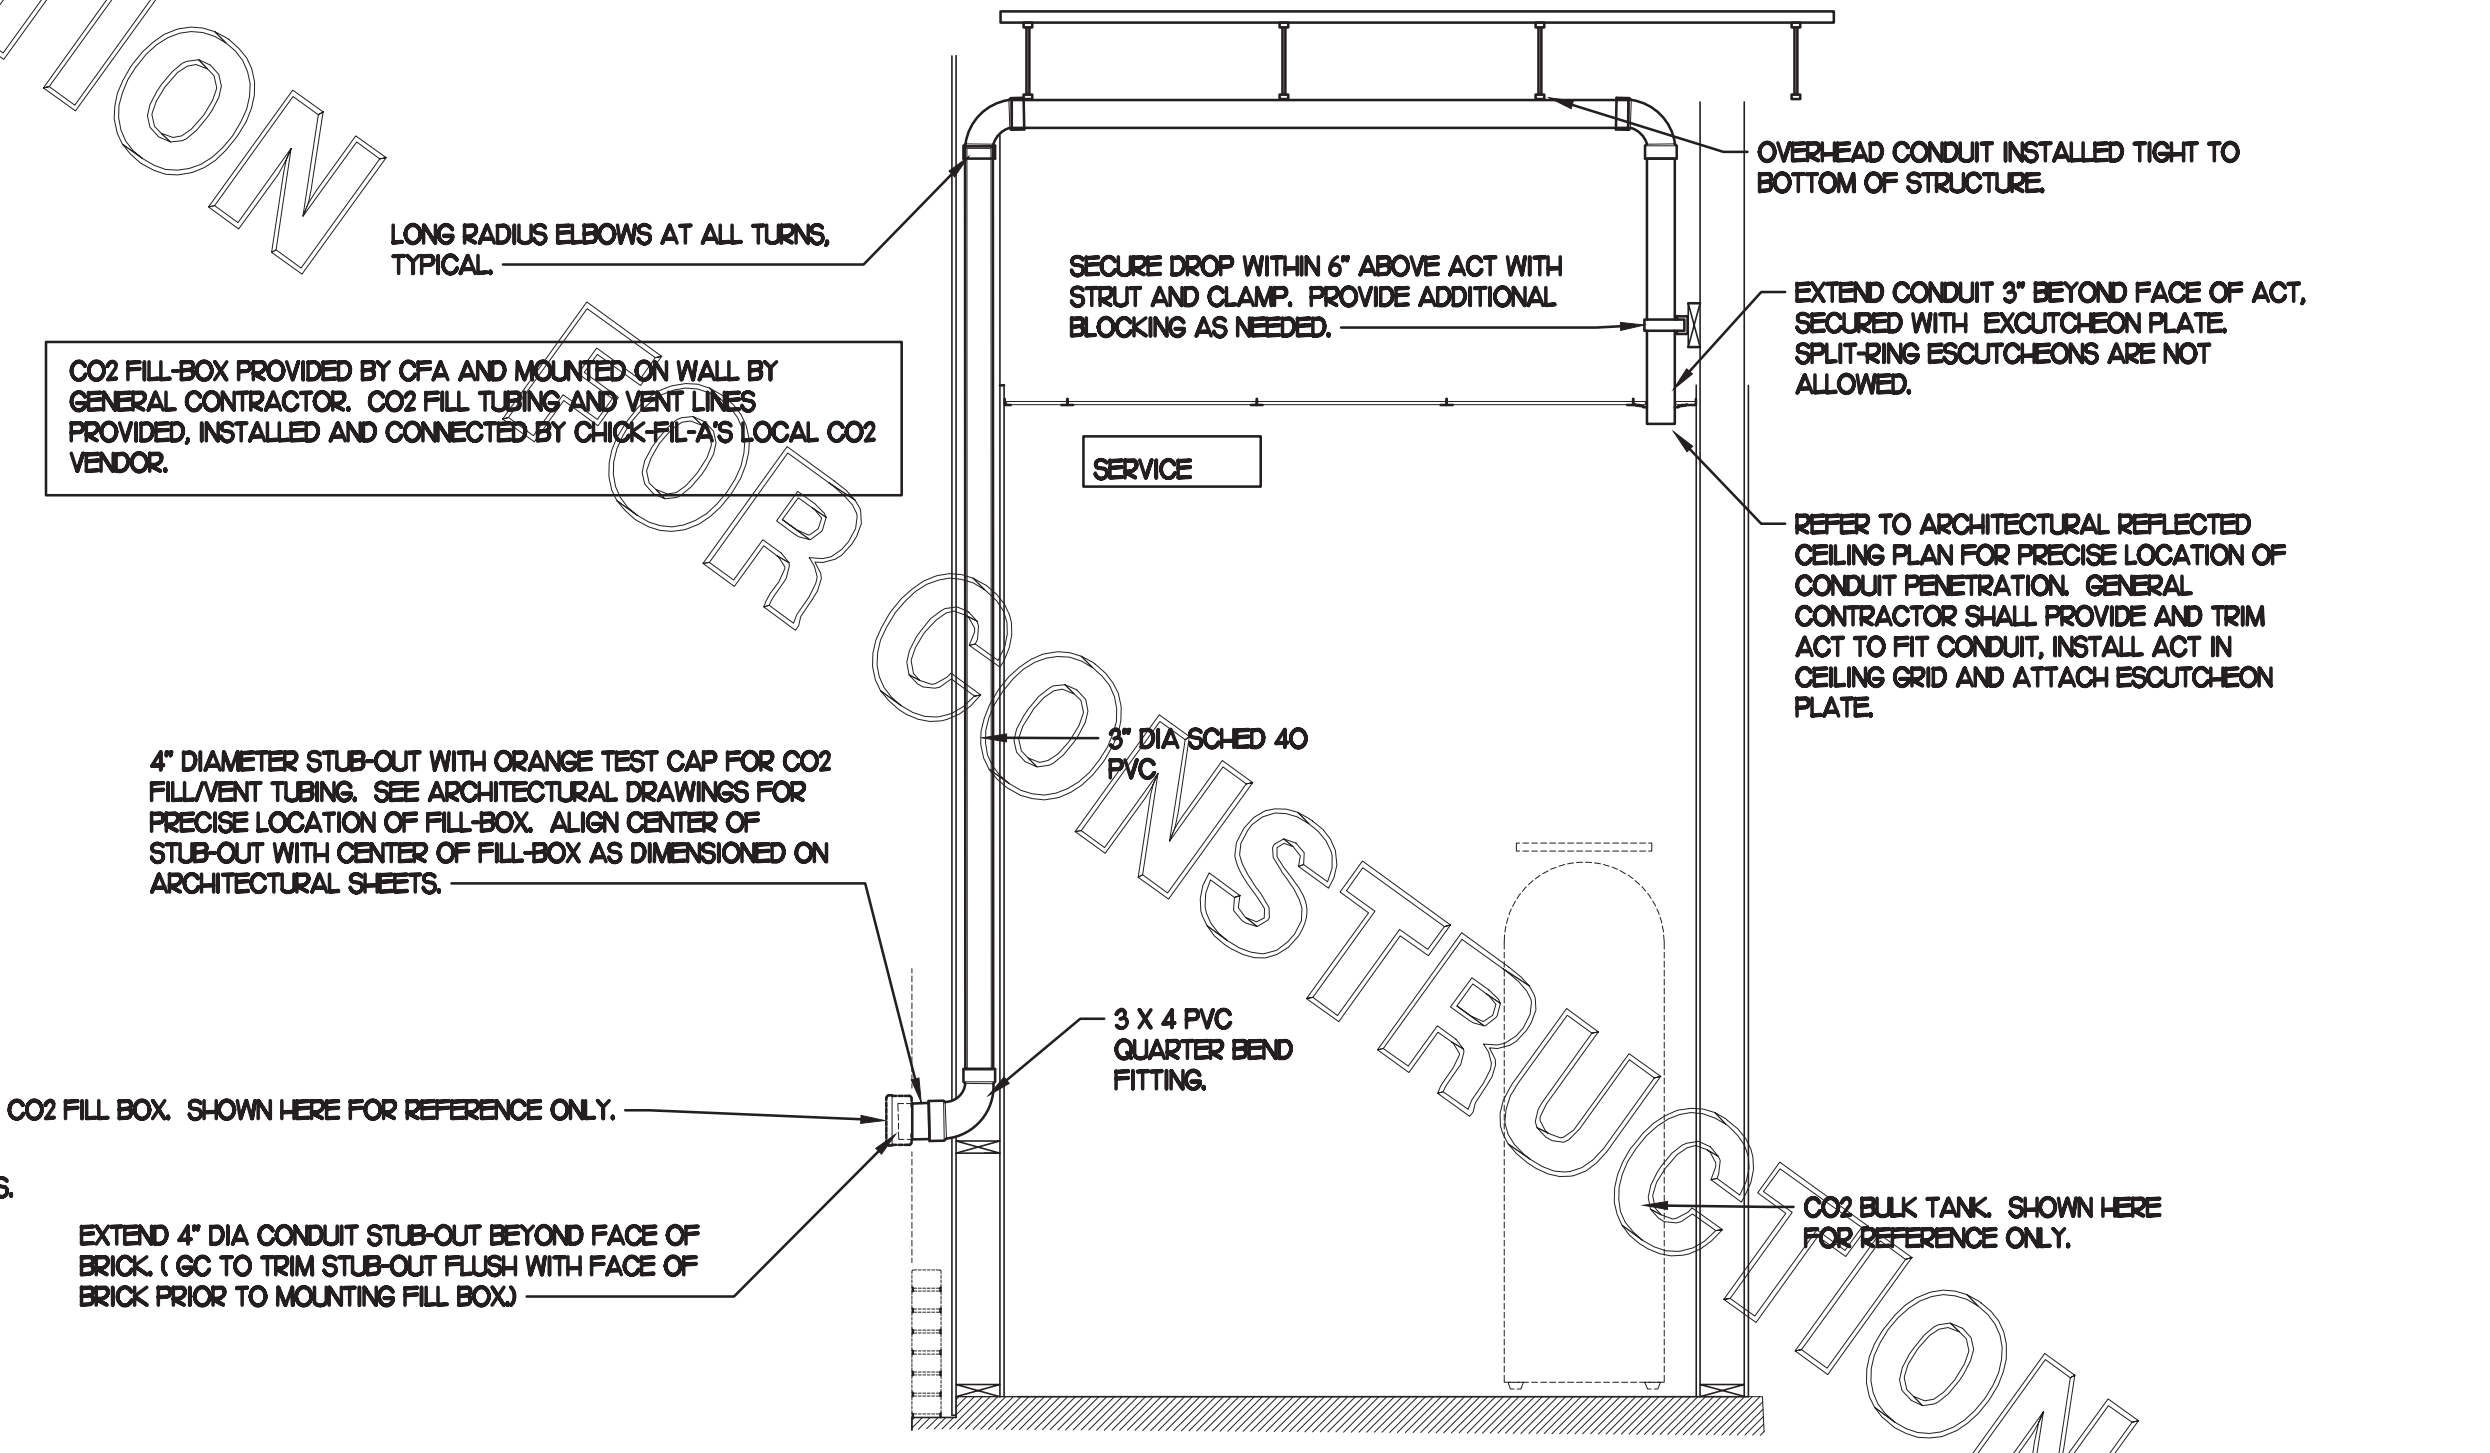 OVERHEAD CONDUIT INSTALLED TIGHT TO
BOTTOM OF STRUCTURE.
LONG RADIUS ELBOWS AT ALL TURNS,
TYPICAL.
SECURE DROP WITHIN 6" ABOVE ACT WITH
STRUT AND CLAMP. PROVIDE ADDITIONAL
BLOCKING AS NEEDED.
EXTEND CONDUIT 3" BEYOND FACE OF ACT,
SECURED WITH EXCUTCHEON PLATE.
SPLIT-RING ESCUTCHEONS ARE NOT
ALLOWED.
CO2 FILL-BOX PROVIDED BY CFA AND MOUNTED ON WALL BY
GENERAL CONTRACTOR. CO2 FILL TUBING AND VENT LINES
PROVIDED, INSTALLED AND CONNECTED BY CHICK-FIL-A'S LOCAL CO2
VENDOR.
SERVICE
REFER TO ARCHITECTURAL REFLECTED
CEILING PLAN FOR PRECISE LOCATION OF
CONDUIT PENETRATION. GENERAL
CONTRACTOR SHALL PROVIDE AND TRIM
ACT TO FIT CONDUIT, INSTALL ACT IN
CEILING GRID AND ATTACH ESCUTCHEON
PLATE.
3" DIA SCHED 40
PVC
4" DIAMETER STUB-OUT WITH ORANGE TEST CAP FOR CO2
FILL/VENT TUBING. SEE ARCHITECTURAL DRAWINGS FOR
PRECISE LOCATION OF FILL-BOX. ALIGN CENTER OF
STUB-OUT WITH CENTER OF FILL-BOX AS DIMENSIONED ON
ARCHITECTURAL SHEETS.
3 X 4 PVC
QUARTER BEND
FITTING.
CO2 FILL BOX. SHOWN HERE FOR REFERENCE ONLY.
S.
EXTEND 4" DIA CONDUIT STUB-OUT BEYOND FACE OF
BRICK. ( GC TO TRIM STUB-OUT FLUSH WITH FACE OF
BRICK PRIOR TO MOUNTING FILL BOX.)
CO2 BULK TANK. SHOWN HERE
FOR REFERENCE ONLY.
TION
FOR CONSTRUCTION